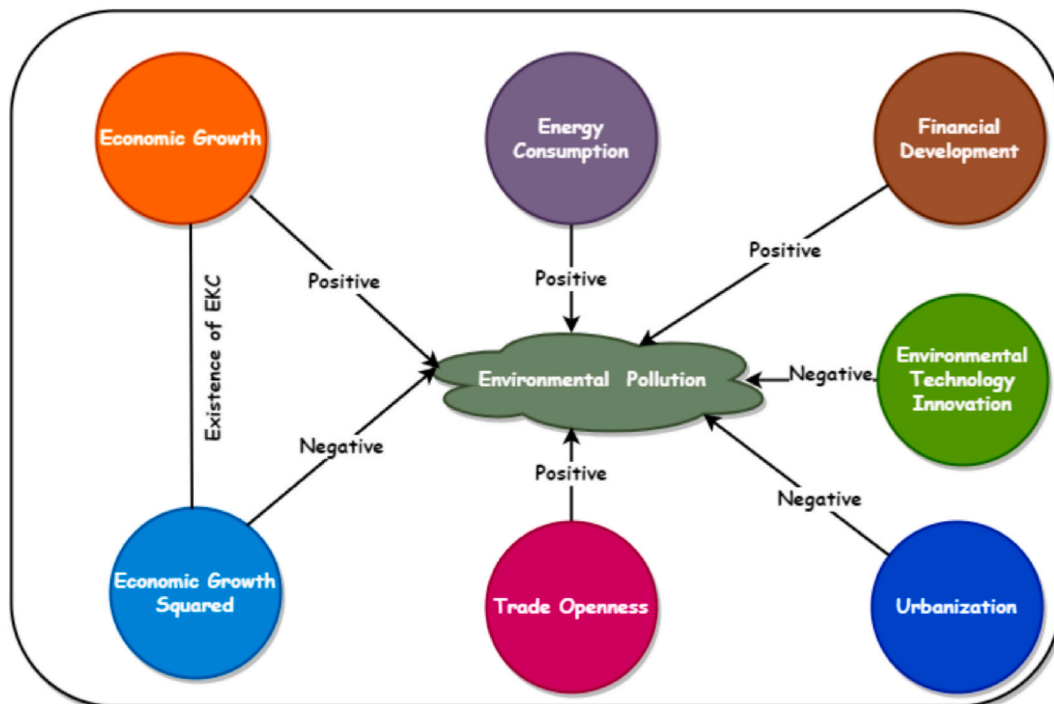 Economic Growth
Energy
Consumption
Financial
Development
Positive
Positive
Positive
Existence of EKC
Environmental Pollution
Negative
Environmental
Technology
Innovation
Negative
Positive
Negative
Economic Growth
Squared
Trade Openness
Urbanization